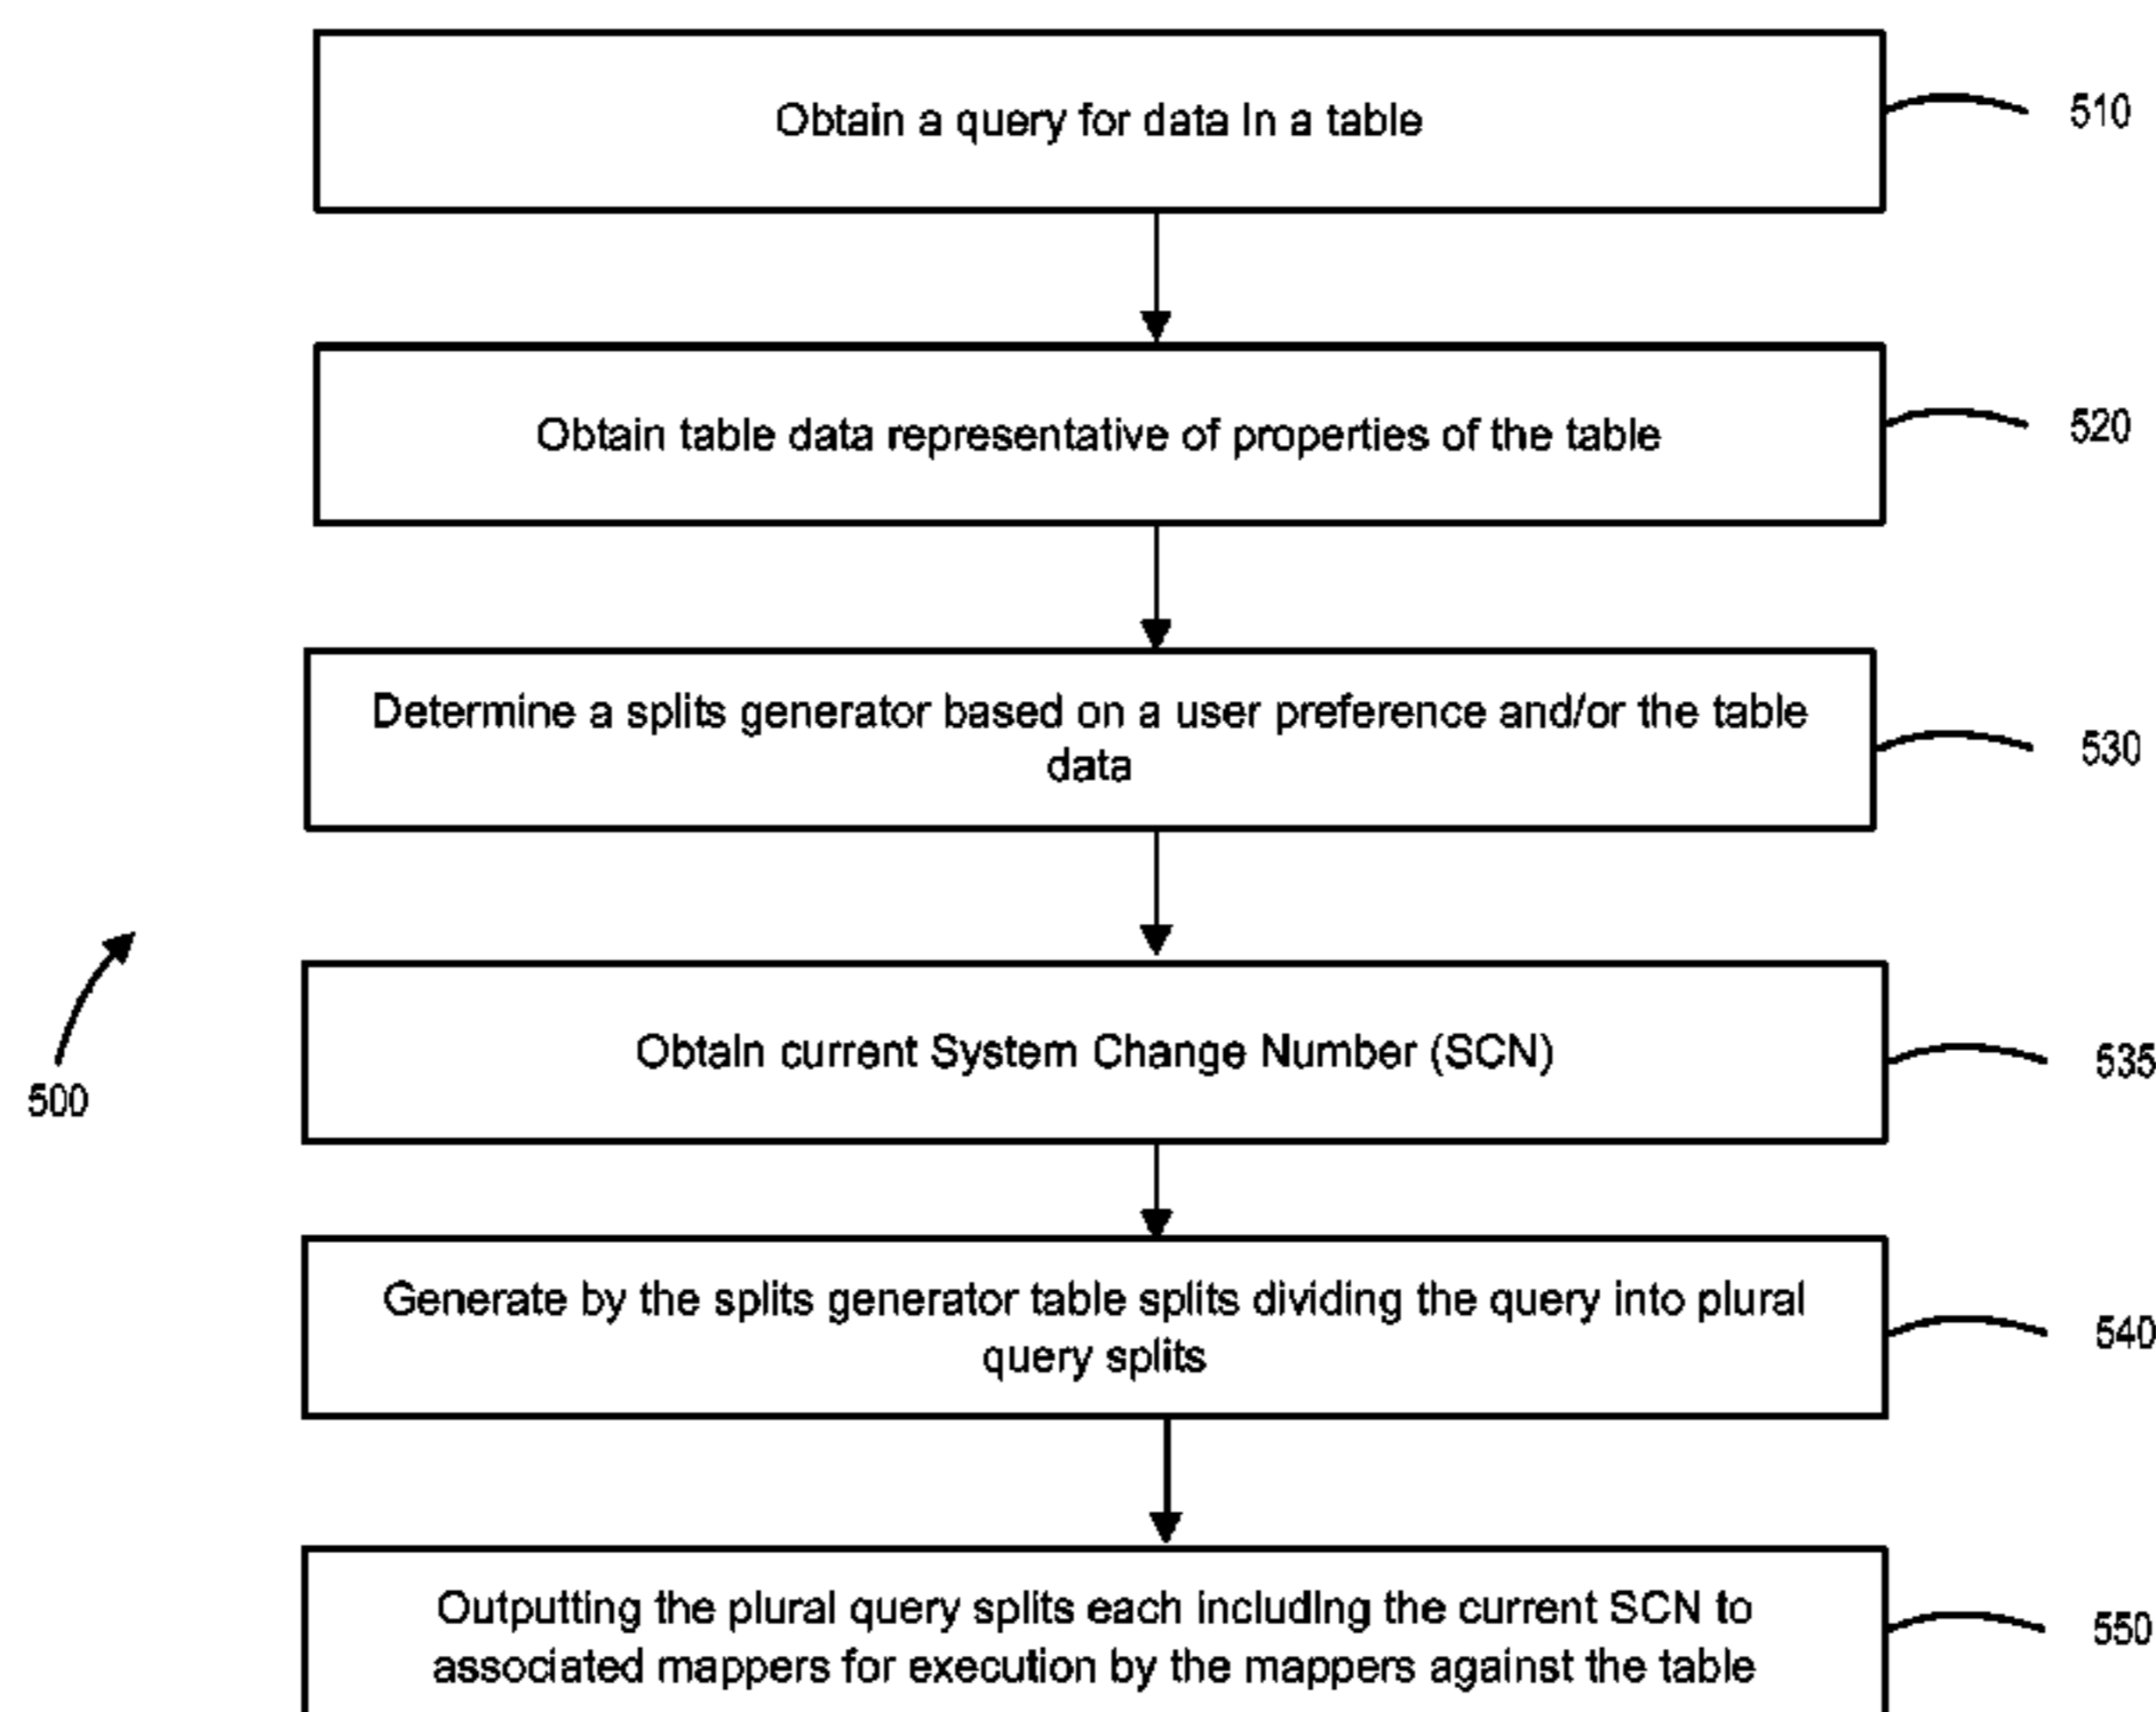 Obtain a query for data in a table
510
Obtain table data representative of properties of the table
520
Determine a splits generator based on a user preference and/or the table
data
530
Obtain current System Change Number (SCN)
535
500
Generate by the splits generator table splits dividing the query into plural
query splits
540
Outputting the plural query splits each including the current SCN to
associated mappers for execution by the mappers against the table
550